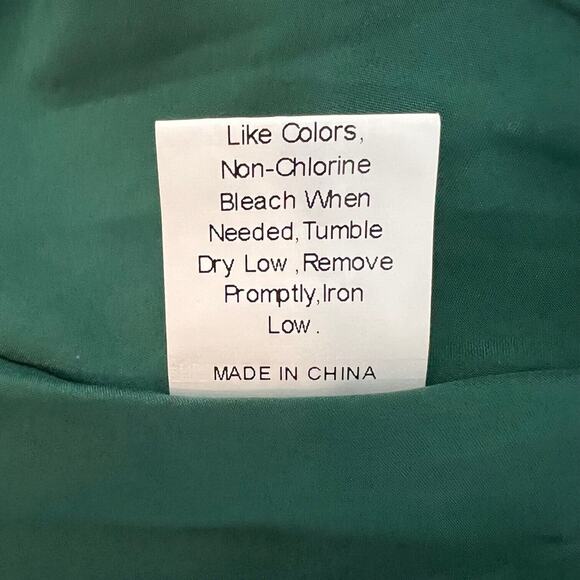 Like Colors,
Non-Chlorine
Bleach When
Needed,Tumble
Dry Low ,Remove
Promptly,Iron
Low .
MADE IN CHINA